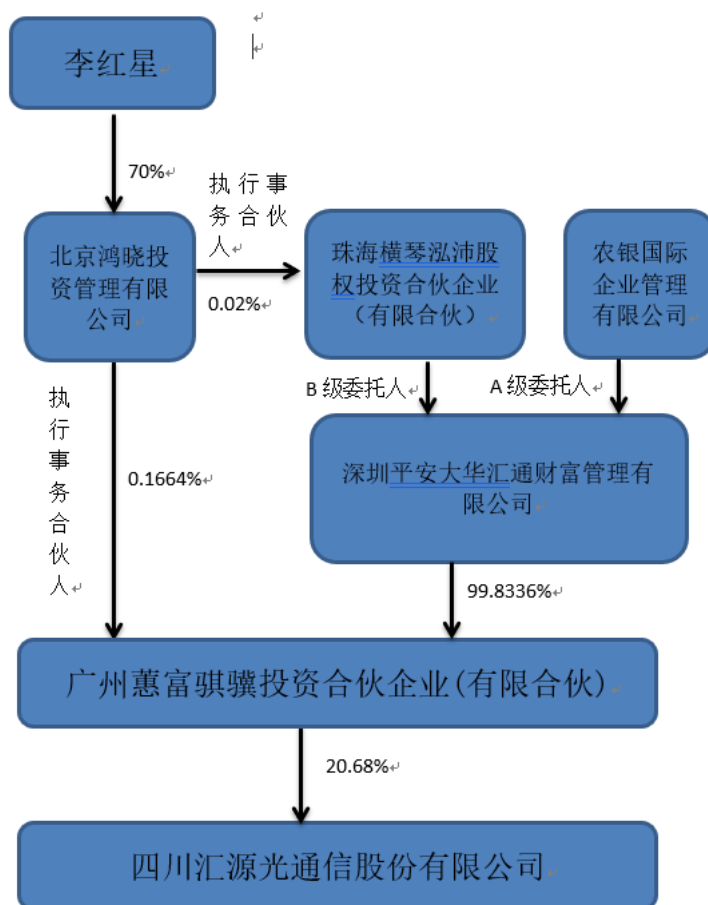 李红星
70%
执行事
务合伙
人
北京鸿晓投
资管理有限
公司
0.02%
珠海横琴泓沛股
权投资合伙企业
（有限合伙）
农银国际
企业管理
有限公司
B 级委托人
A 级委托人
执
行
事
务
合
伙
人
0.1664%
深圳平安大华汇通财富管理有
限公司
99.8336%
广州蕙富骐骥投资合伙企业(有限合伙)
20.68%
四川汇源光通信股份有限公司